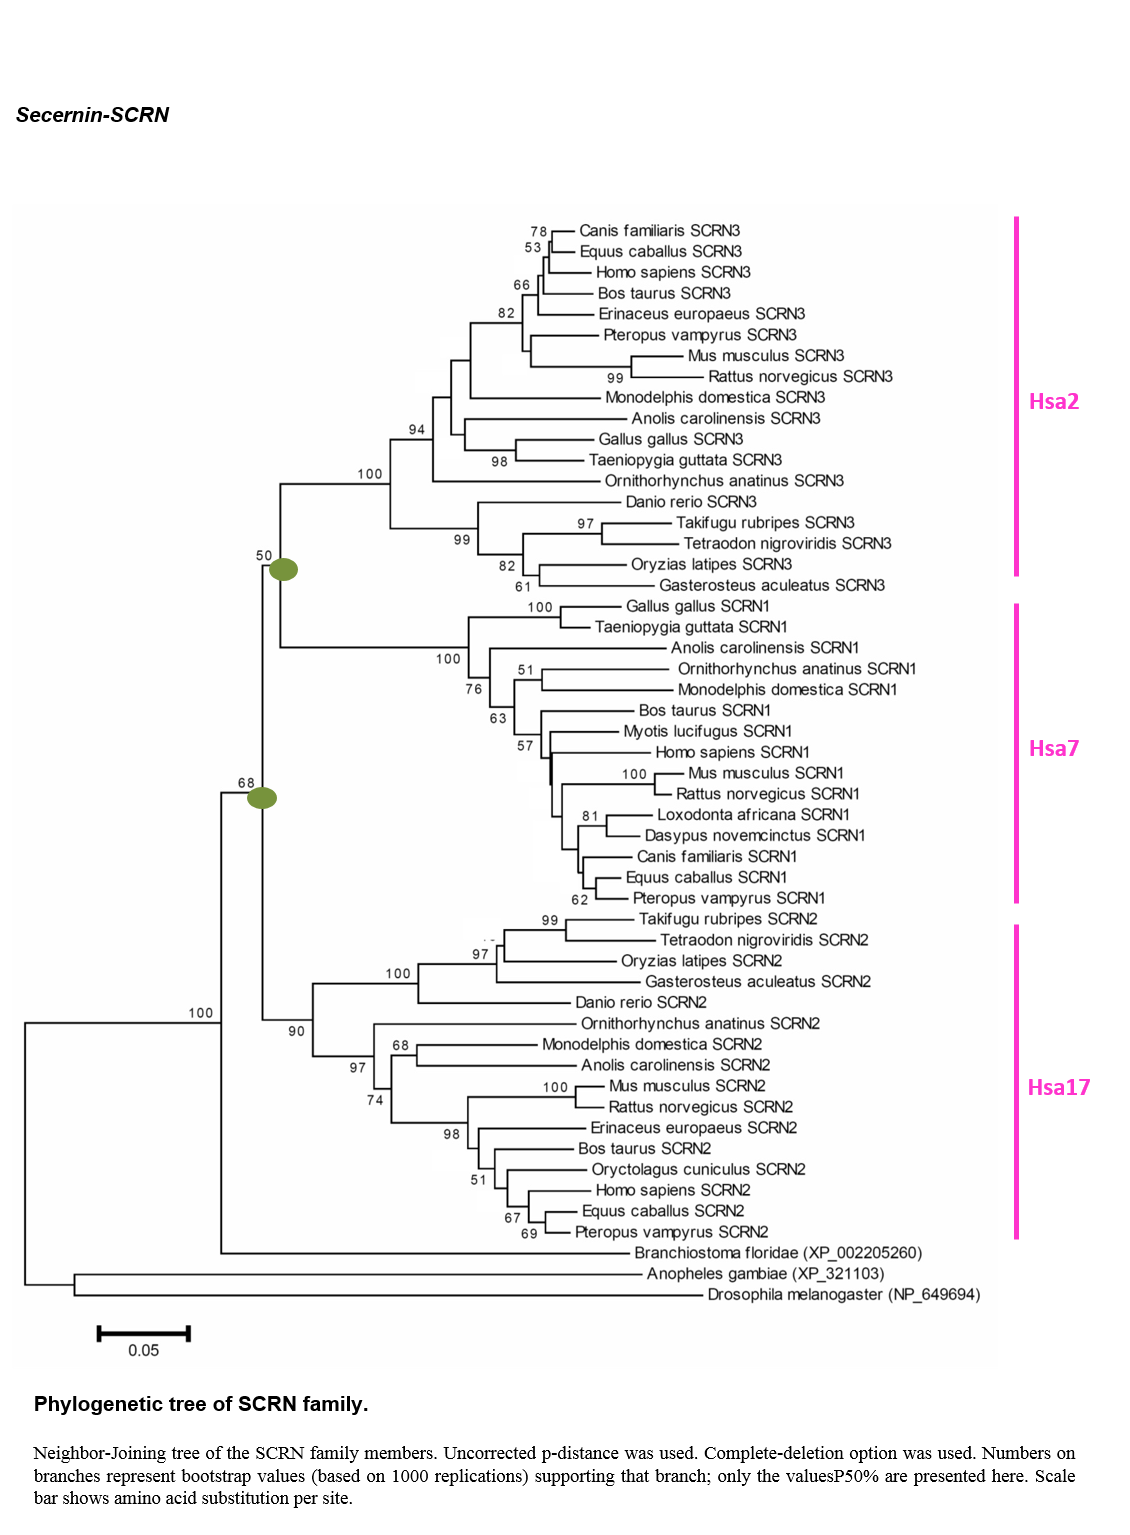 Secernin-SCRN
78
Canis familiaris SCRN3
53
Equus caballus SCRN3
Homo sapiens SCRN3
66
Bos taurus SCRN3
82
Erinaceus europaeus SCRN3
Pteropus vampyrus SCRN3
Mus musculus SCRN3
99
Rattus norvegicus SCRN3
Monodelphis domestica SCRN3
Hsa2
Anolis carolinensis SCRN3
94
Gallus gallus SCRN3
98
Taeniopygia guttata SCRN3
100
Ornithorhynchus anatinus SCRN3
Danio rerio SCRN3
97
Takifugu rubripes SCRN3
99
Tetraodon nigroviridis SCRN3
50
82
Oryzias latipes SCRN3
61
Gasterosteus aculeatus SCRN3
100
Gallus gallus SCRN1
Taeniopygia guttata SCRN1
100
Anolis carolinensis SCRN1
51
Ornithorhynchus anatinus SCRN1
76
Monodelphis domestica SCRN1
63
Bos taurus SCRN1
Myotis lucifugus SCRN1
57
Homo sapiens SCRN1
Hsa7
100
Mus musculus SCRN1
68
Rattus norvegicus SCRN1
81
Loxodonta africana SCRN1
Dasypus novemcinctus SCRN1
Canis familiaris SCRN1
Equus caballus SCRN1
62
Pteropus vampyrus SCRN1
99
Takifugu rubripes SCRN2
Tetraodon nigroviridis SCRN2
97
Oryzias latipes SCRN2
100
Gasterosteus aculeatus SCRN2
Danio rerio SCRN2
100
90
Ornithorhynchus anatinus SCRN2
68
Monodelphis domestica SCRN2
97
Anolis carolinensis SCRN2
100
Mus musculus SCRN2
Hsa17
74
Rattus norvegicus SCRN2
98
Erinaceus europaeus SCRN2
Bos taurus SCRN2
51
Oryctolagus cuniculus SCRN2
Homo sapiens SCRN2
67
Equus caballus SCRN2
69
Pteropus vampyrus SCRN2
Branchiostoma floridae (XP_002205260)
Anopheles gambiae (XP_321103)
Drosophila melanogaster (NP_649694)
0.05
Phylogenetic tree of SCRN family.
Neighbor-Joining tree of the SCRN family members. Uncorrected p-distance was used. Complete-deletion option was used. Numbers on
branches represent bootstrap values (based on 1000 replications) supporting that branch; only the valuesP50% are presented here. Scale
bar shows amino acid substitution per site.